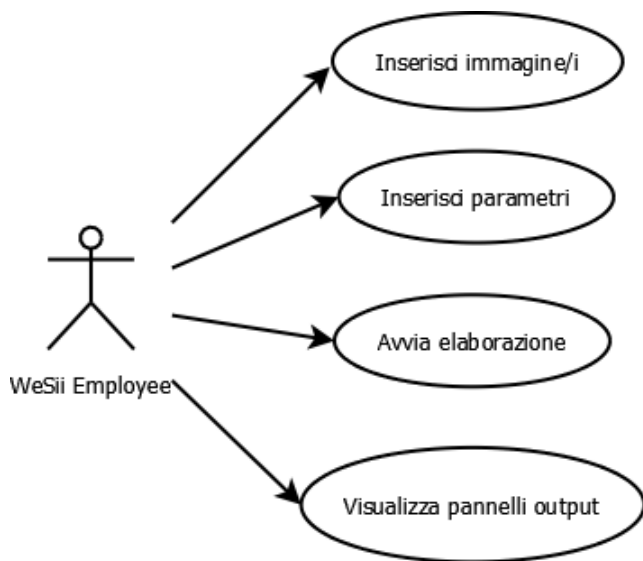 Inserisci immagine/i
Inserisci parametri
Avvia elaborazione
WeSii Employee
Visualizza pannelli output